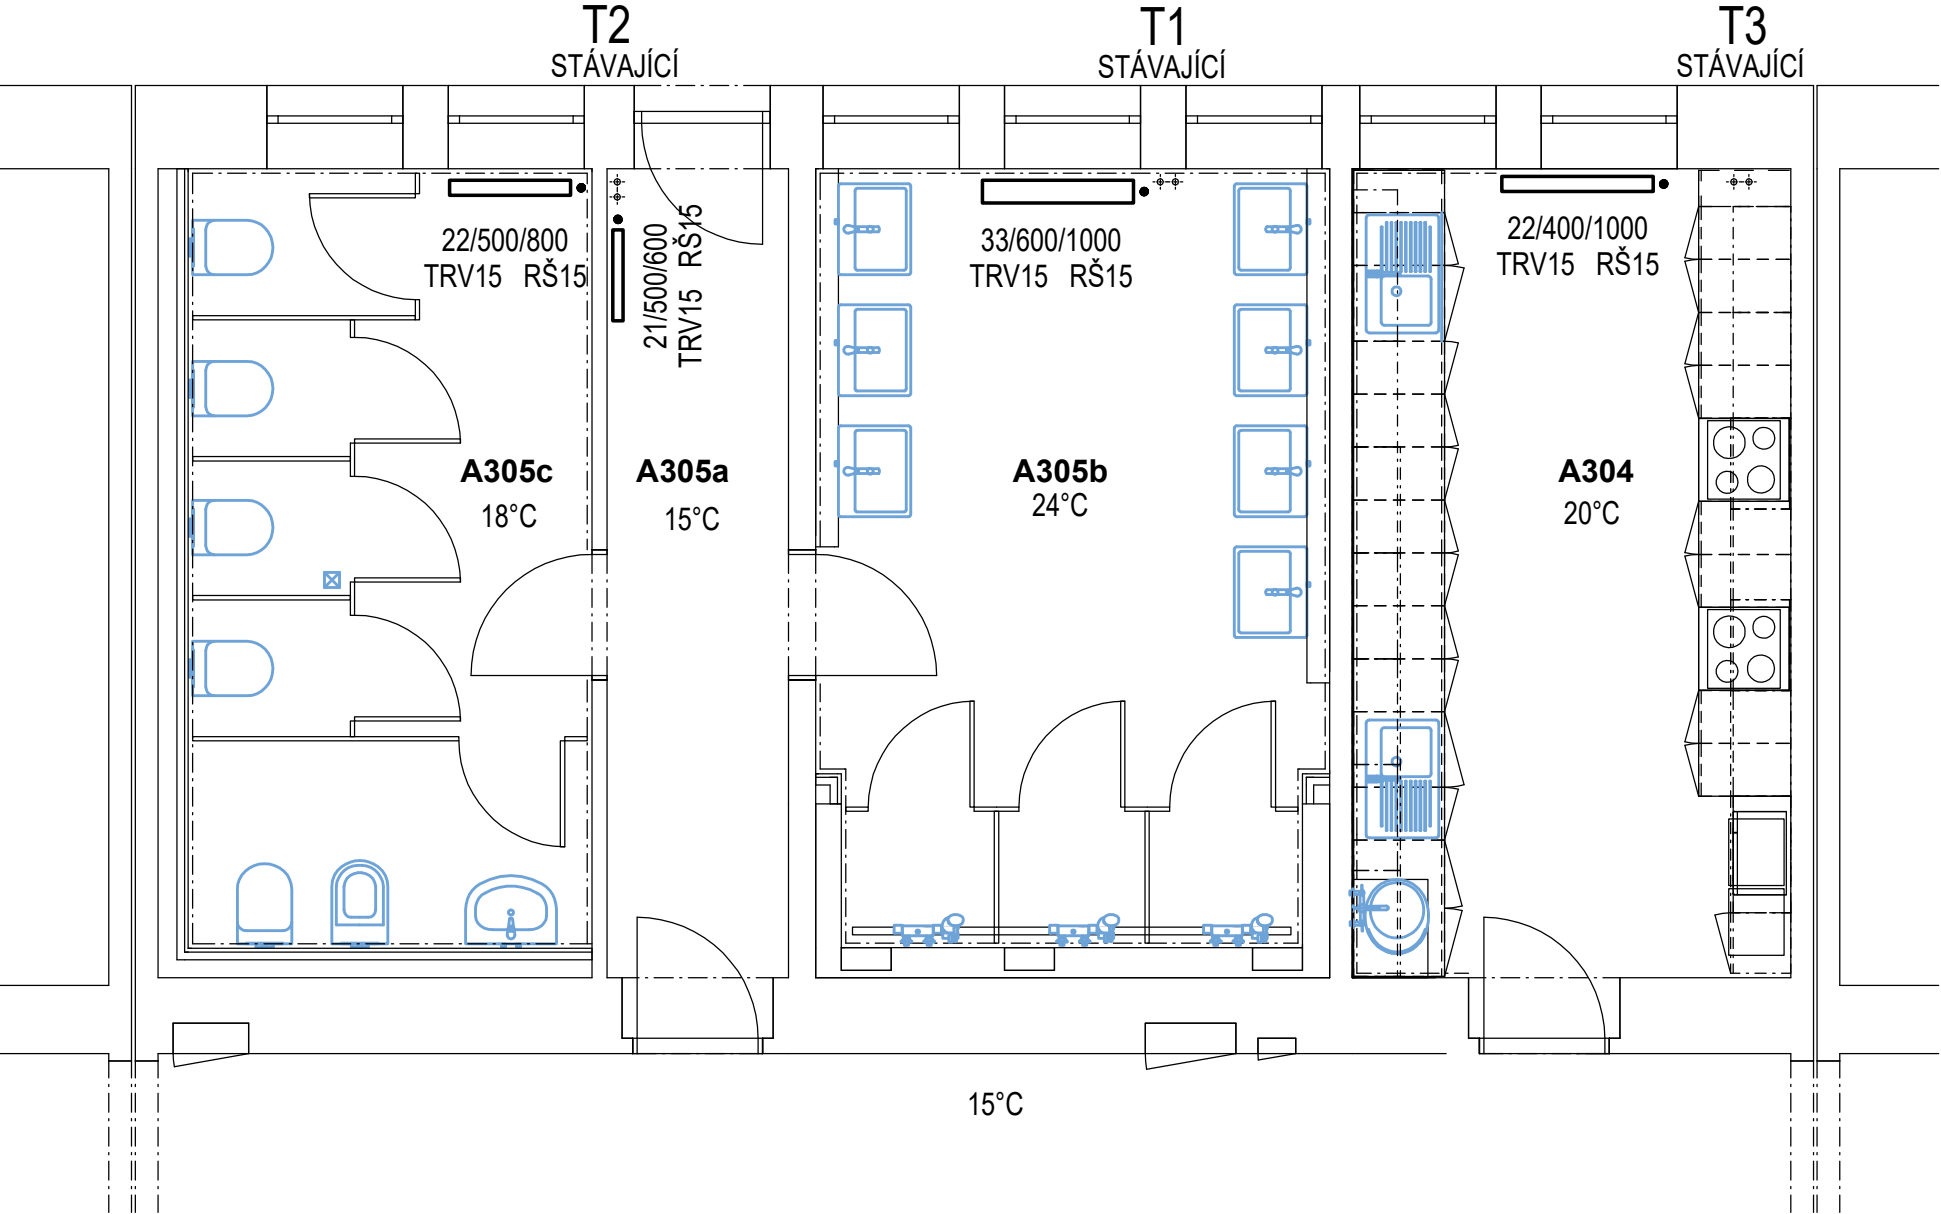 T2
STÁVAJÍCÍ
T1
STÁVAJÍCÍ
T3
STÁVAJÍCÍ
22/500/800
TRV15 RŠ15
21/500/600
TRV15 RŠ15
33/600/1000
TRV15 RŠ15
22/400/1000
TRV15 RŠ15
A305c
18°C
A305a
15°C
A305b
24°C
A304
20°C
15°C